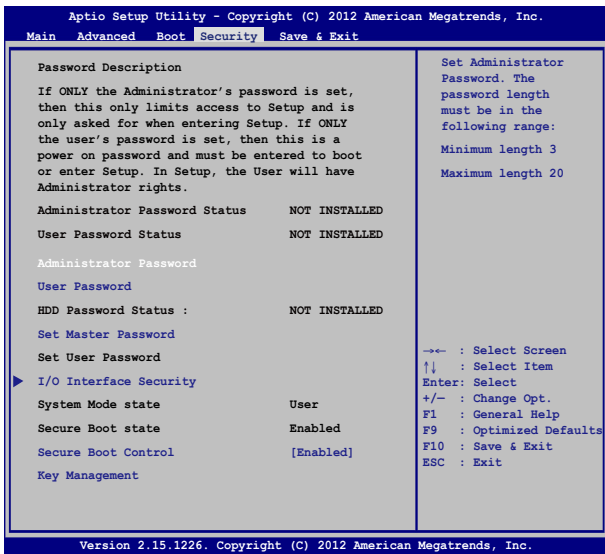 Aptio Setup Utility - Copyright (C) 2012 American Megatrends, Inc.
Main Advanced Boot Security Save & Exit
Password Description
If ONLY the Administrator's password is set,
then this only limits access to Setup and is
only asked for when entering Setup. If ONLY
the user's password is set, then this is a
power on password and must be entered to boot
or enter Setup. In Setup, the User will have
Administrator rights.
Administrator Password Status NOT INSTALLED
User Password Status NOT INSTALLED
Administrator Password
User Password
HDD Password Status : NOT INSTALLED
Set Master Password
Set User Password
I/O Interface Security
System Mode state User
Secure Boot state Enabled
Secure Boot Control [Enabled]
Key Management
Set Administrator
Password. The
password length
must be in the
following range:
Minimum length 3
Maximum length 20
→← : Select Screen
↑↓ : Select Item
Enter: Select
+/— : Change Opt.
F1 : General Help
F9 : Optimized Defaults
F10 : Save & Exit
ESC : Exit
Version 2.15.1226. Copyright (C) 2012 American Megatrends, Inc.